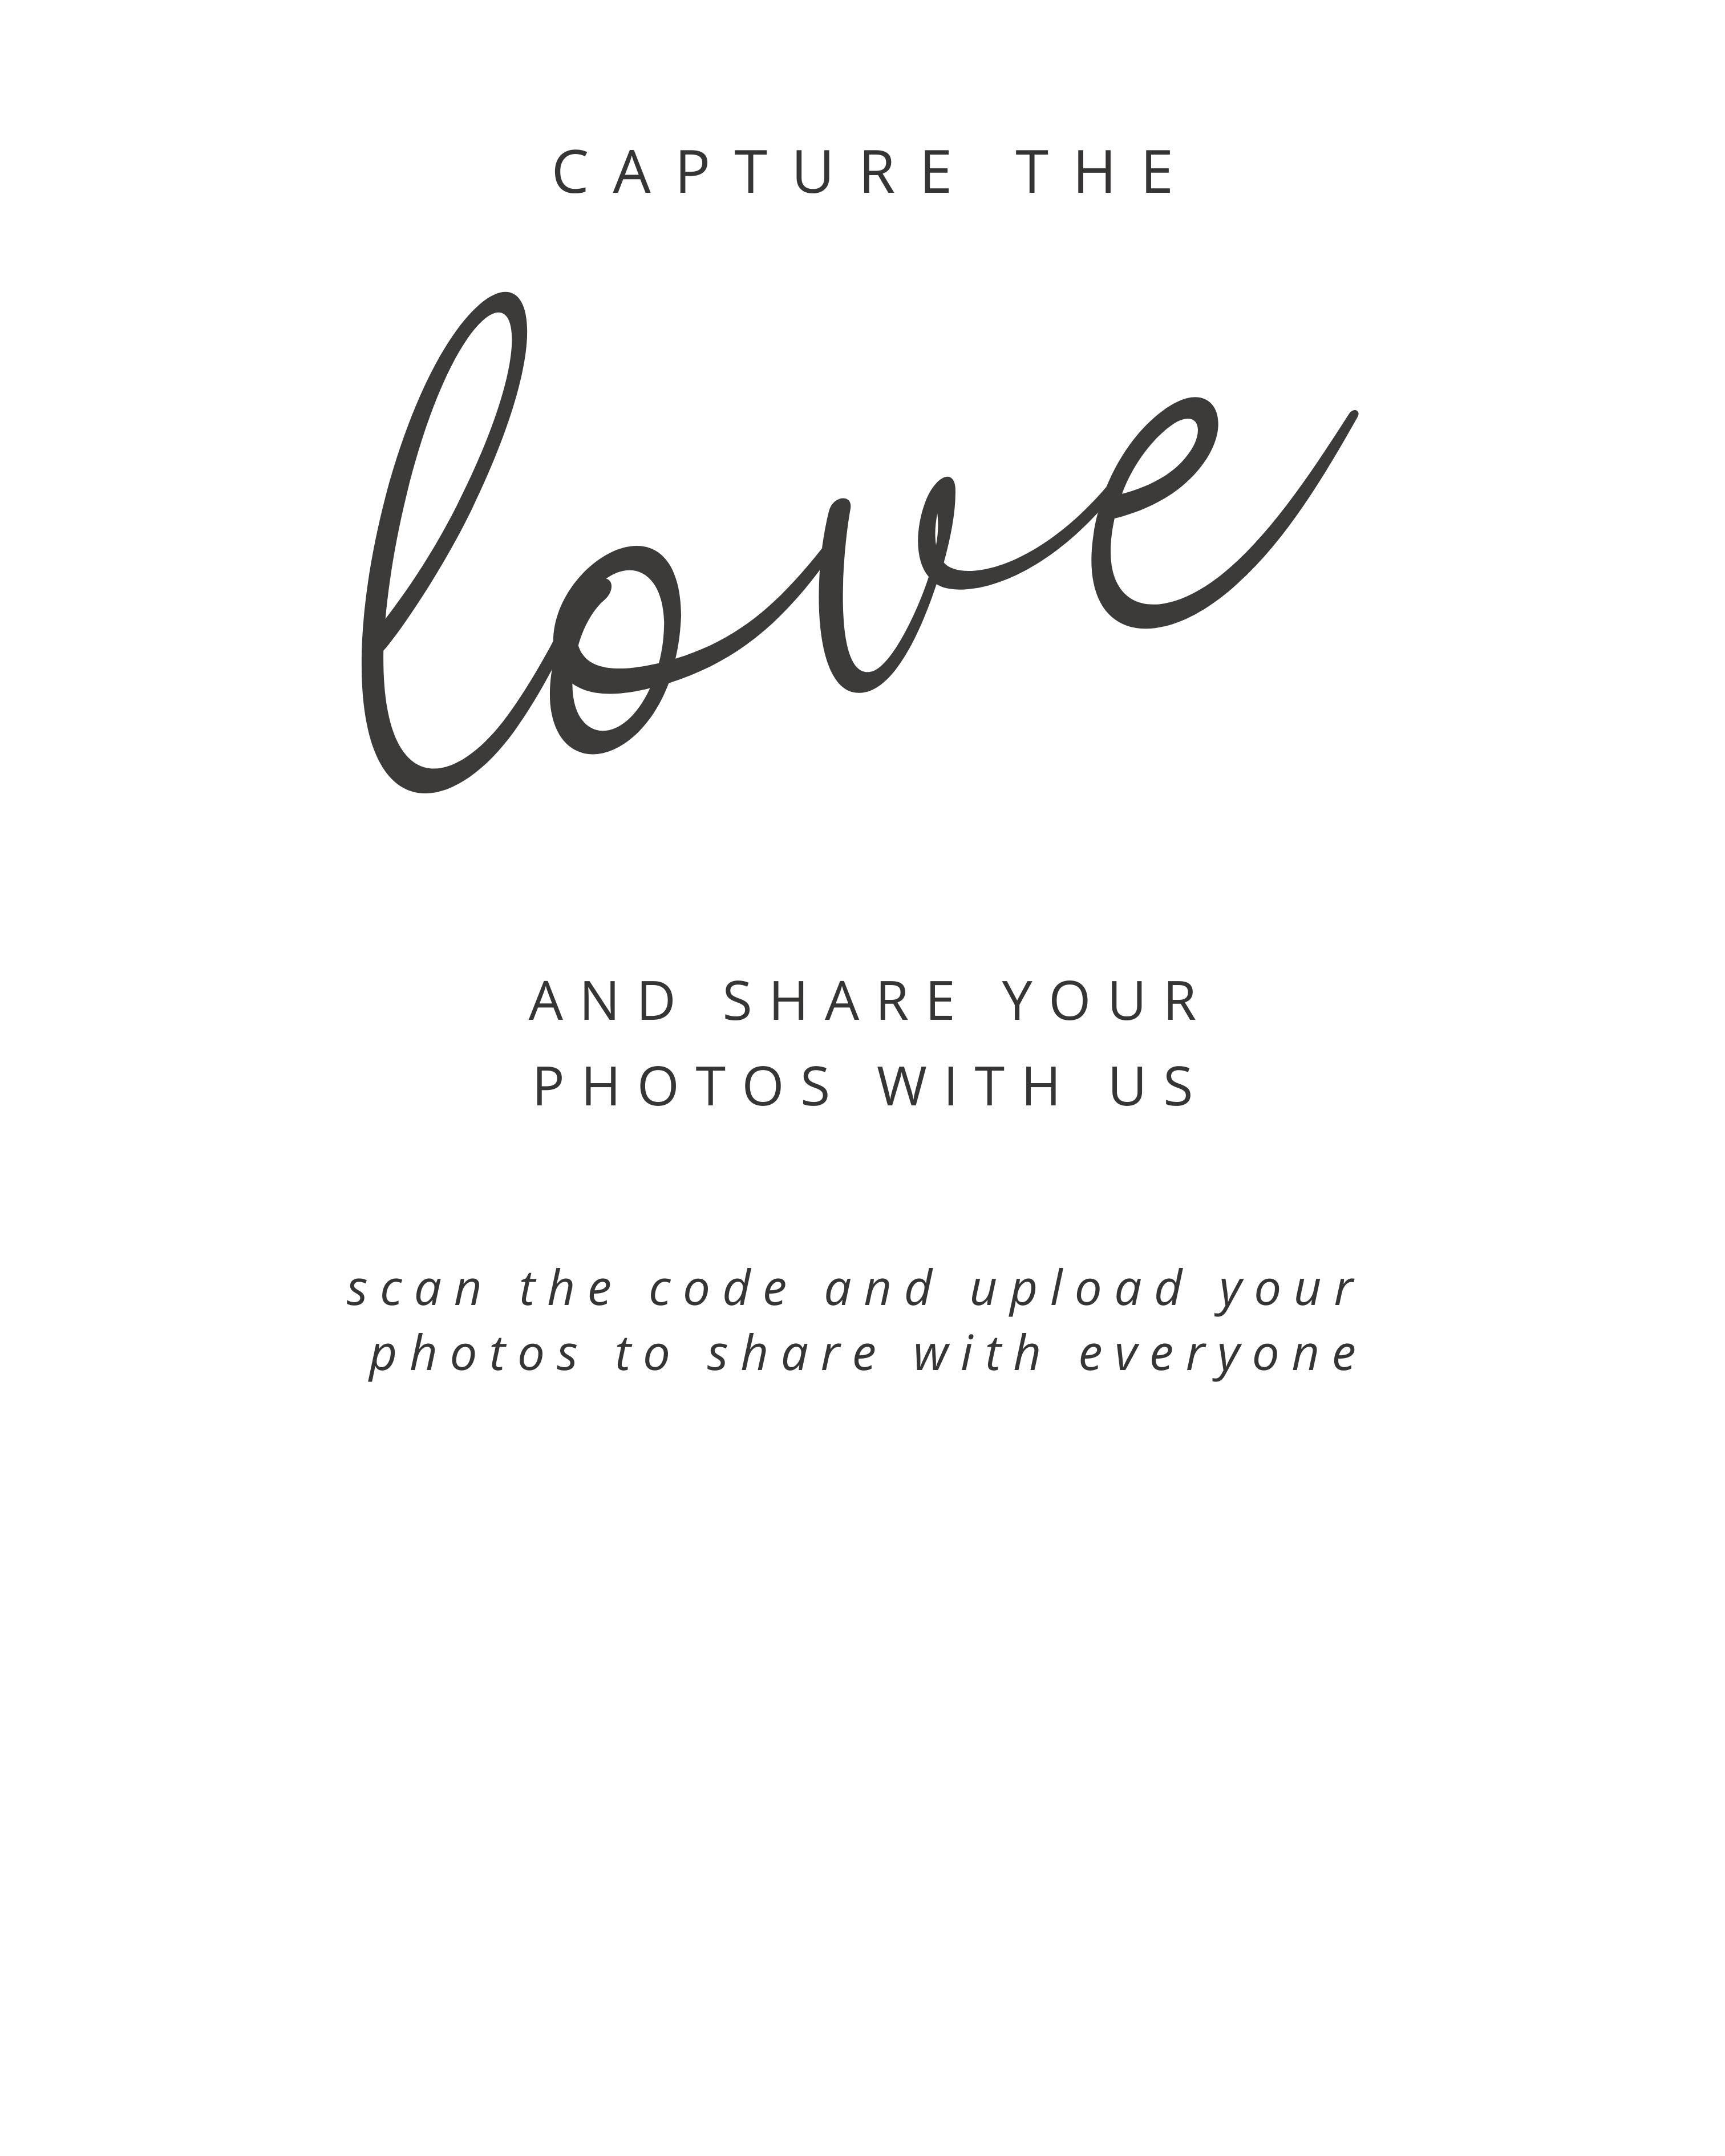 CAPTURE THE
love
AND SHARE YOUR
PHOTOS WITH US
scan the code and upload your
photos to share with everyone